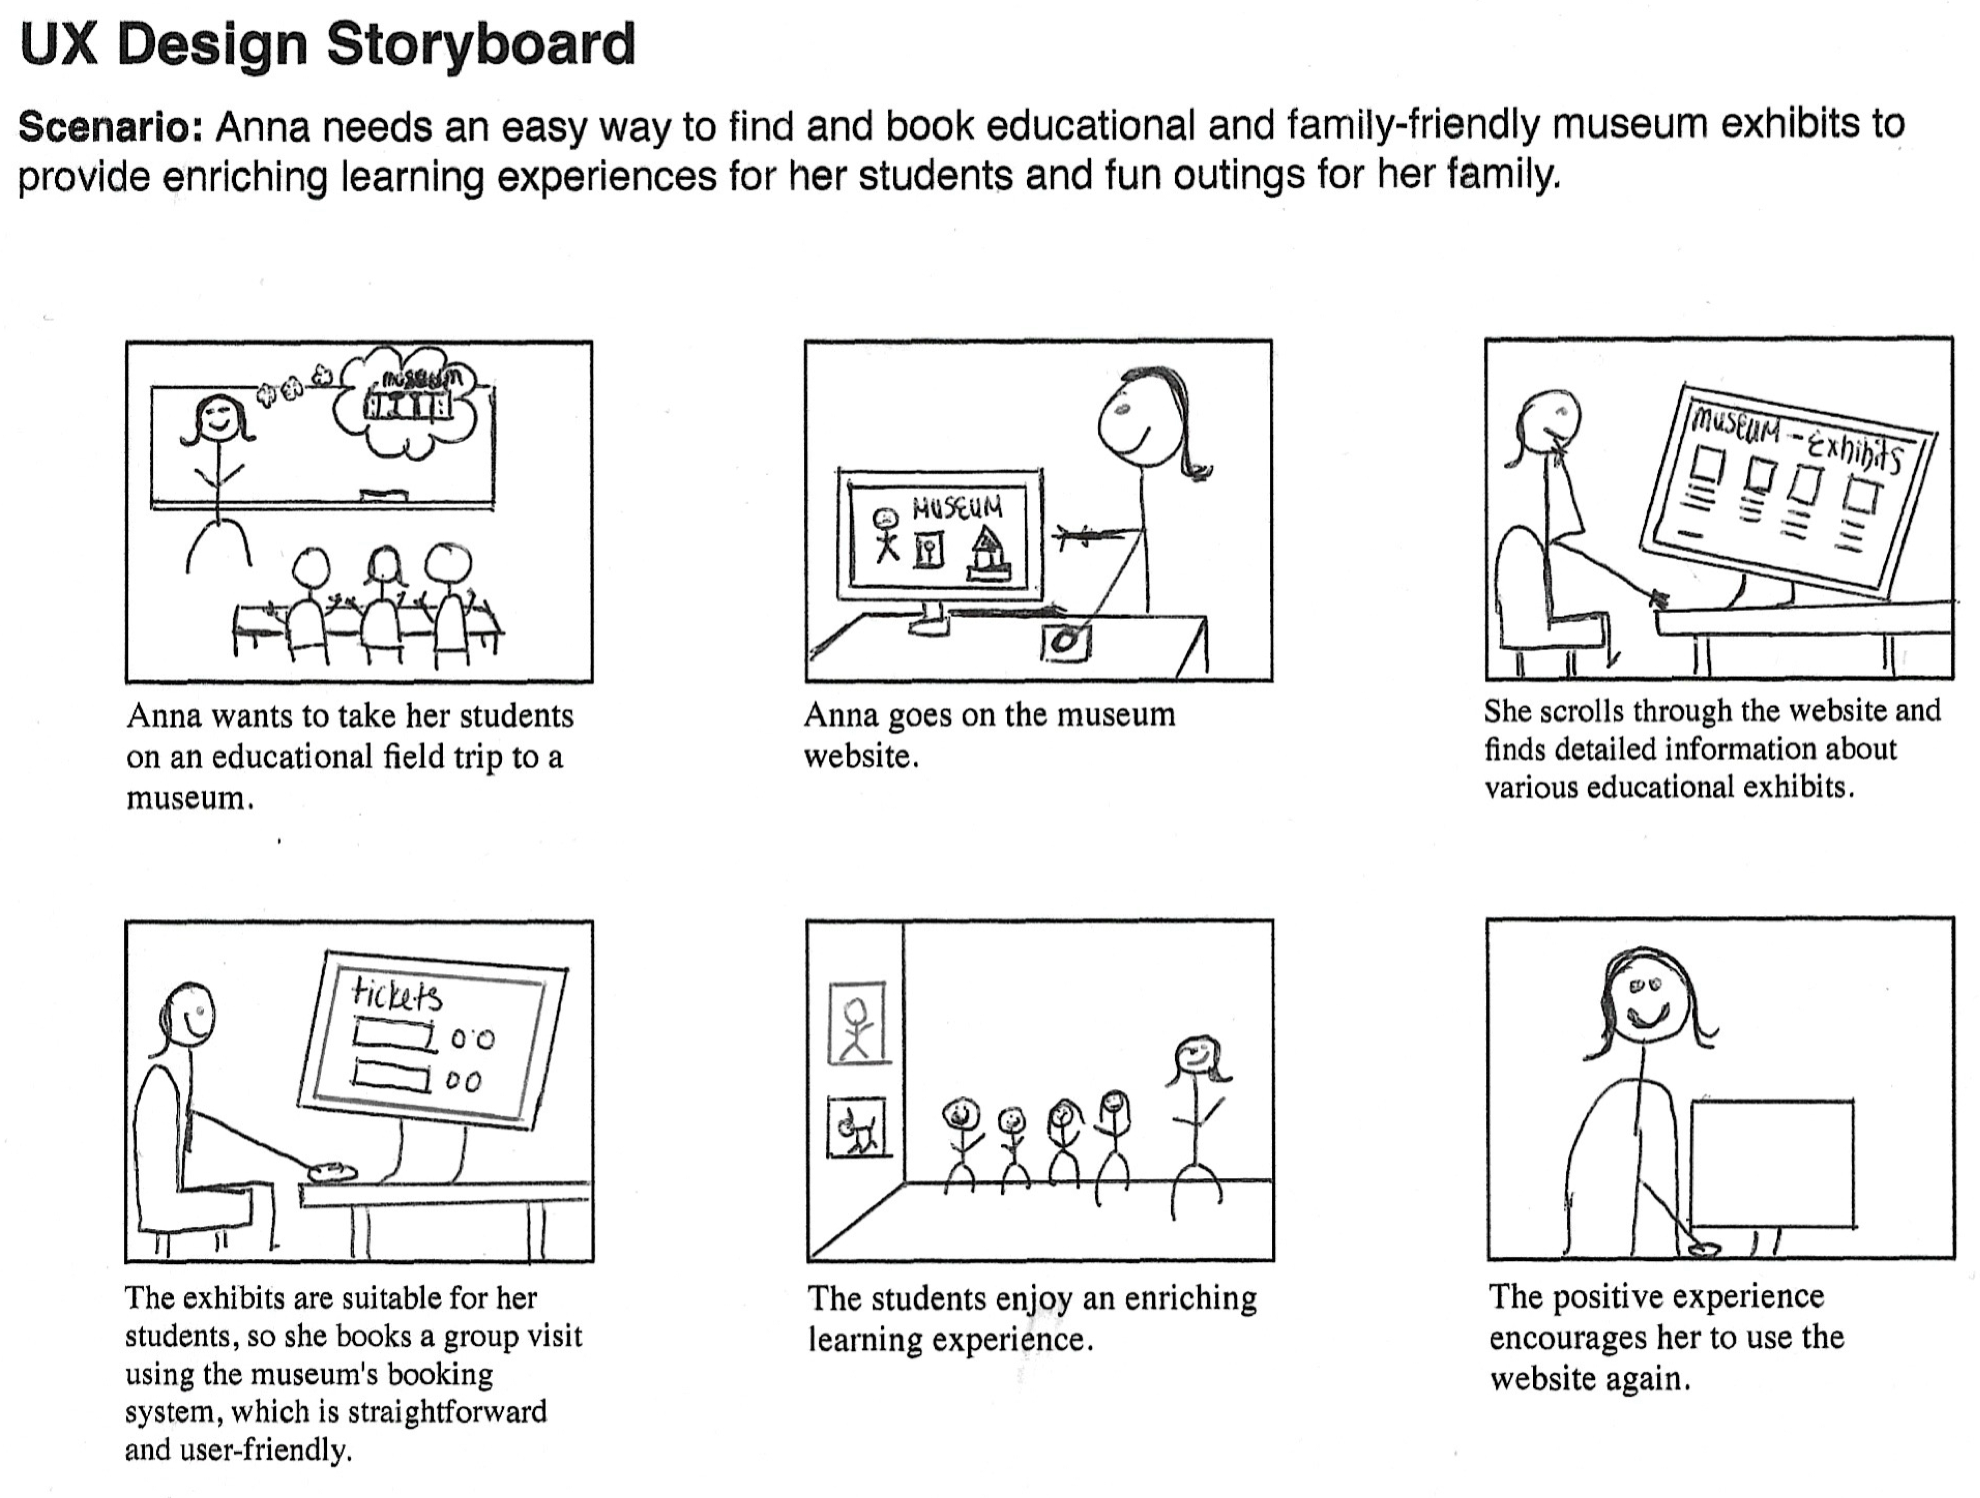 UX Design Storyboard
Scenario: Anna needs an easy way to find and book educational and family-friendly museum exhibits to
provide enriching learning experiences for her students and fun outings for her family.
museum
MUSEUM
MUSEUM - Exhibits
Anna wants to take her students
on an educational field trip to a
museum.
Anna goes on the museum
website.
She scrolls through the website and
finds detailed information about
various educational exhibits.
tickets
The exhibits are suitable for her
students, so she books a group visit
using the museum's booking
system, which is straightforward
and user-friendly.
The students enjoy an enriching
learning experience.
The positive experience
encourages her to use the
website again.